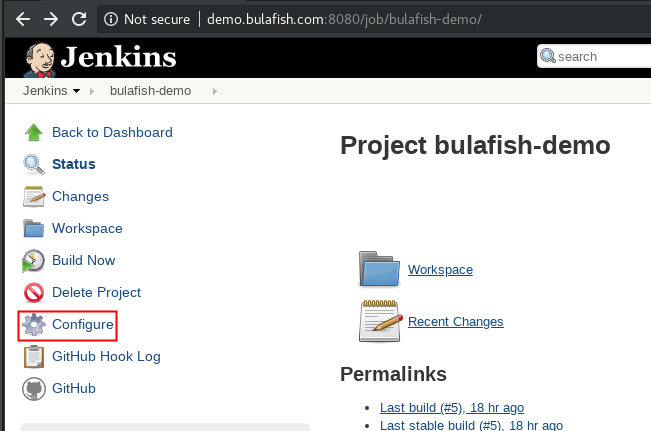 Not secure | demo.bulafish.com:8080/job/bulafish-demo/
Jenkins
search
Jenkins
bulafish-demo
Back to Dashboard
Status
Changes
Workspace
Build Now
Delete Project
Configure
GitHub Hook Log
GitHub
Project bulafish-demo
Workspace
Recent Changes
Permalinks
Last build (#5), 18 hr ago
Last stable build (#5), 18 hr ago